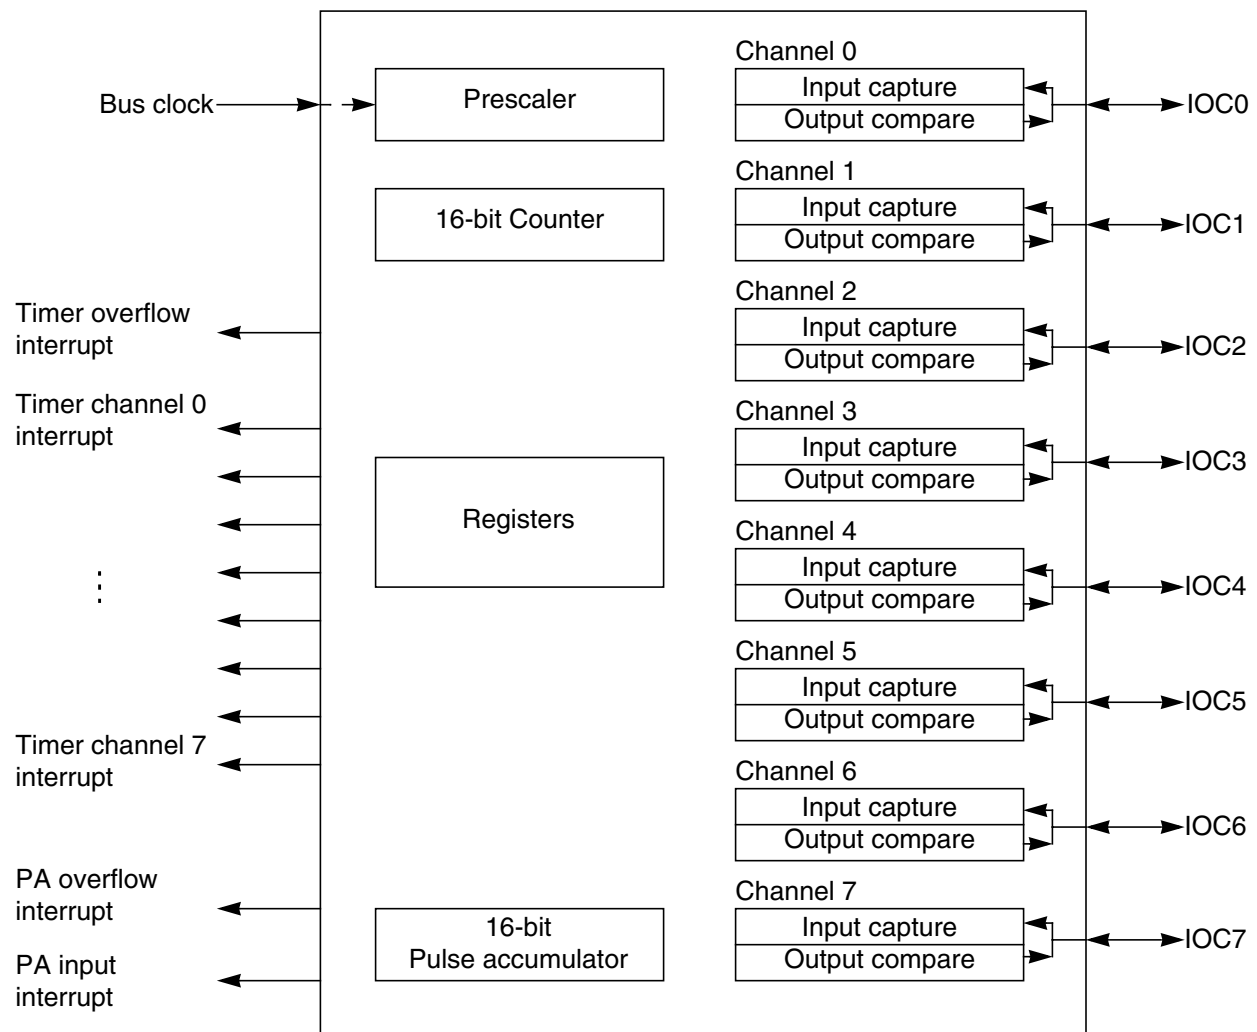 Channel 0
Bus clock
Prescaler
Input capture
Output compare
IOC0
Channel 1
16-bit Counter
Input capture
Output compare
IOC1
Timer overflow
interrupt
Channel 2
Input capture
Output compare
IOC2
Timer channel 0
interrupt
Channel 3
Input capture
Output compare
IOC3
Registers
Channel 4
Input capture
Output compare
IOC4
Channel 5
Input capture
Output compare
IOC5
Timer channel 7
interrupt
Channel 6
Input capture
Output compare
IOC6
PA overflow
interrupt
16-bit
Pulse accumulator
Channel 7
Input capture
Output compare
IOC7
PA input
interrupt